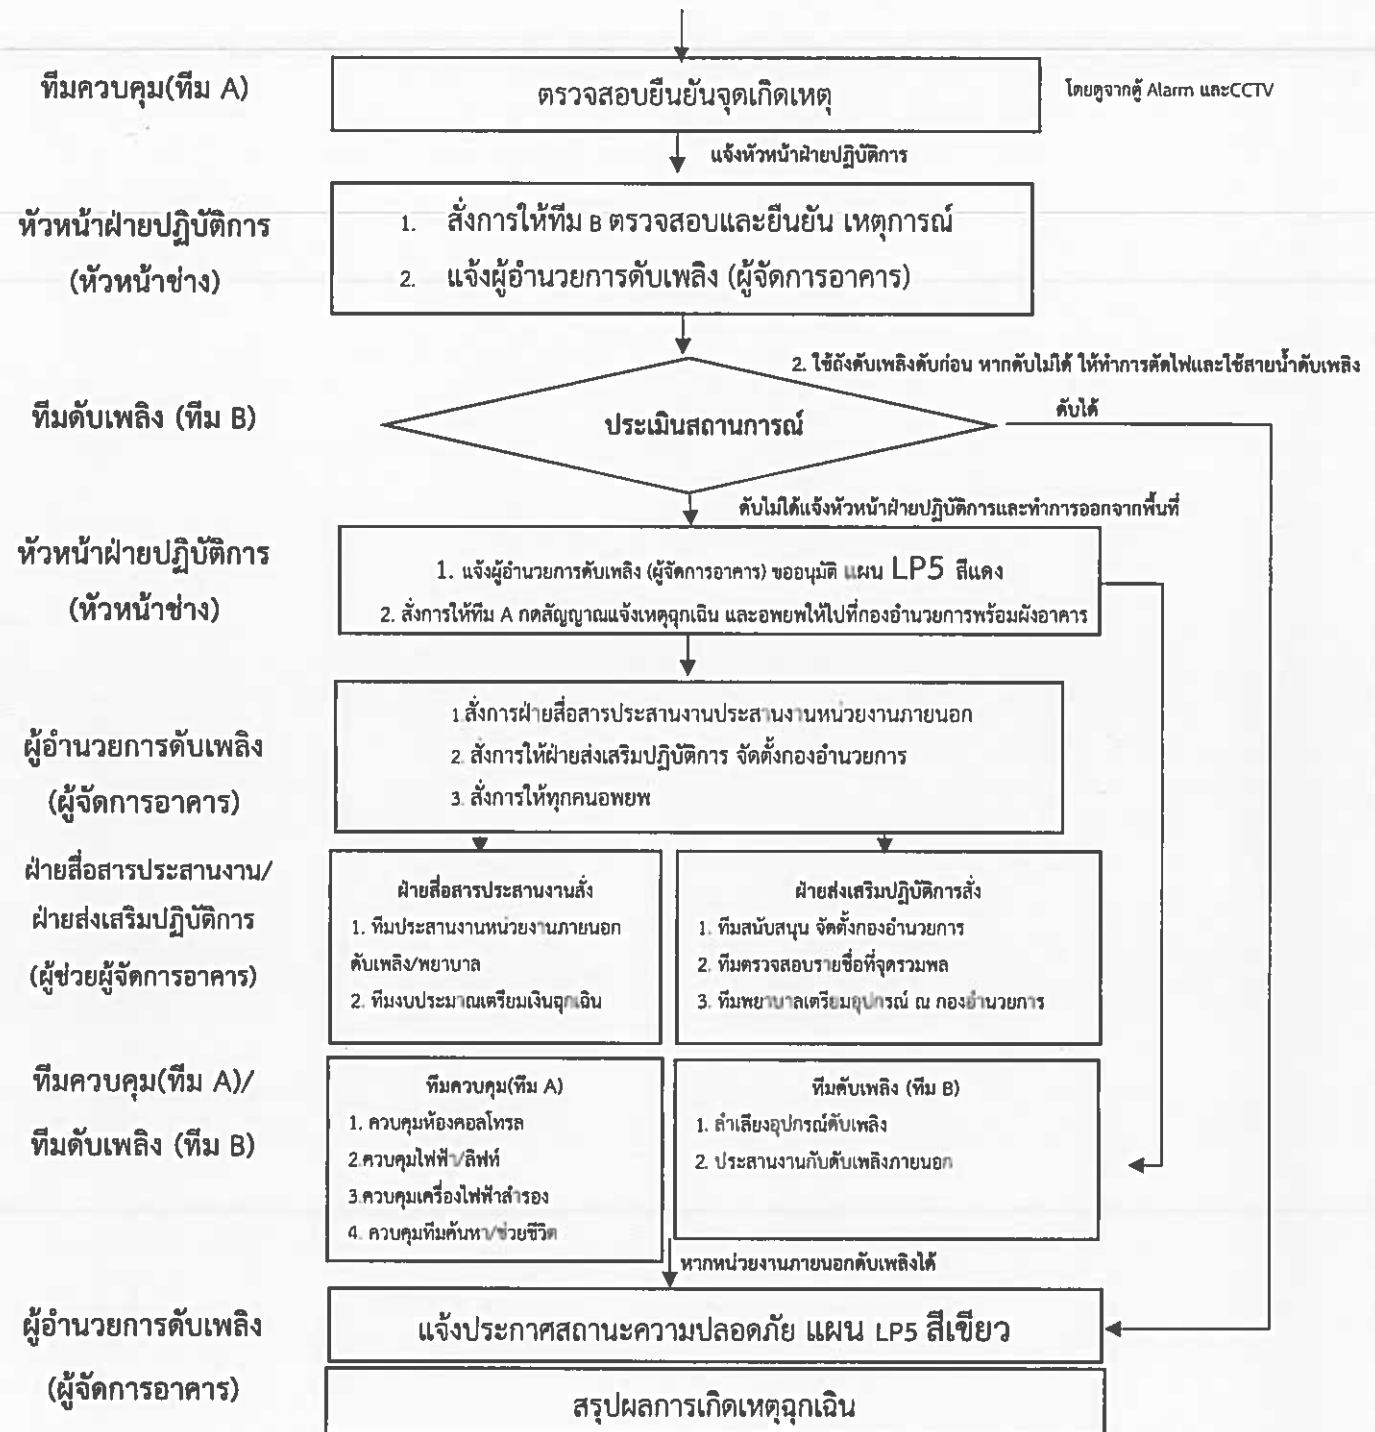 ทีมควบคุม(ทีม A)
ตรวจสอบยืนยันจุดเกิดเหตุ
โดยดูจากตู้ Alarm และCCTV
แจ้งหัวหน้าฝ่ายปฏิบัติการ
หัวหน้าฝ่ายปฏิบัติการ
(หัวหน้าช่าง)
1. สั่งการให้ทีม B ตรวจสอบและยืนยัน เหตุการณ์
2. แจ้งผู้อำนวยการดับเพลิง (ผู้จัดการอาคาร)
2. ใช้ถังดับเพลิงดับก่อน หากดับไม่ได้ ให้ทำการตัดไฟและใช้สายน้ำดับเพลิง
ทีมดับเพลิง (ทีม B)
ประเมินสถานการณ์
ดับได้
ดับไม่ได้แจ้งหัวหน้าฝ่ายปฏิบัติการและทำการออกจากพื้นที่
หัวหน้าฝ่ายปฏิบัติการ
(หัวหน้าช่าง)
1. แจ้งผู้อำนวยการดับเพลิง (ผู้จัดการอาคาร) ขออนุมัติ แผน LP5 สีแดง
2. สั่งการให้ทีม A กดสัญญาณแจ้งเหตุฉุกเฉิน และอพยพให้ไปที่กองอำนวยการพร้อมผังอาคาร
ผู้อำนวยการดับเพลิง
(ผู้จัดการอาคาร)
1.สั่งการฝ่ายสื่อสารประสานงานประสานงานหน่วยงานภายนอก
2. สั่งการให้ฝ่ายส่งเสริมปฏิบัติการ จัดตั้งกองอำนวยการ
3. สั่งการให้ทุกคนอพยพ
ฝ่ายสื่อสารประสานงาน/
ฝ่ายส่งเสริมปฏิบัติการ
(ผู้ช่วยผู้จัดการอาคาร)
ฝ่ายสื่อสารประสานงานสั่ง
1. ทีมประสานงานหน่วยงานภายนอก
ดับเพลิง/พยาบาล
2. ทีมงบประมาณเตรียมเงินฉุกเฉิน
ฝ่ายส่งเสริมปฏิบัติการสั่ง
1. ทีมสนับสนุน จัดตั้งกองอำนวยการ
2. ทีมตรวจสอบรายชื่อที่จุดรวมพล
3. ทีมพยาบาลเตรียมอุปกรณ์ ณ กองอำนวยการ
ทีมควบคุม(ทีม A)/
ทีมดับเพลิง (ทีม B)
ทีมควบคุม(ทีม A)
1. ควบคุมห้องคอลโทรล
2.ควบคุมไฟฟ้า/ลิฟท์
3.ควบคุมเครื่องไฟฟ้าสำรอง
4. ควบคุมทีมค้นหา/ช่วยชีวิต
ทีมดับเพลิง (ทีม B)
1. ลำเลียงอุปกรณ์ดับเพลิง
2. ประสานงานกับดับเพลิงภายนอก
หากหน่วยงานภายนอกดับเพลิงได้
ผู้อำนวยการดับเพลิง
(ผู้จัดการอาคาร)
แจ้งประกาศสถานะความปลอดภัย แผน LP5 สีเขียว
สรุปผลการเกิดเหตุฉุกเฉิน